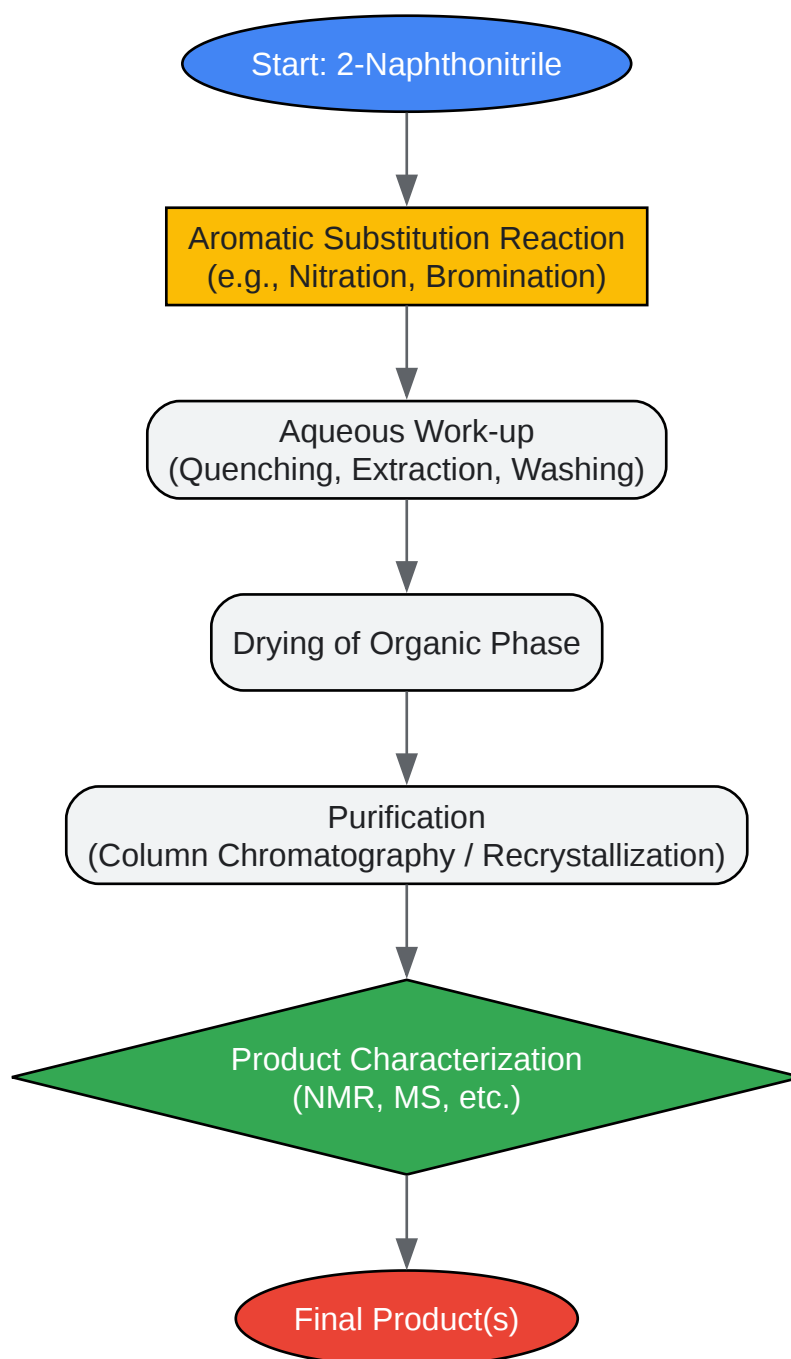 Start: 2-Naphthonitrile
Aromatic Substitution Reaction
(e.g., Nitration, Bromination)
Aqueous Work-up
(Quenching, Extraction, Washing)
Drying of Organic Phase
Purification
(Column Chromatography / Recrystallization)
Product Characterization
(NMR, MS, etc.)
Final Product(s)